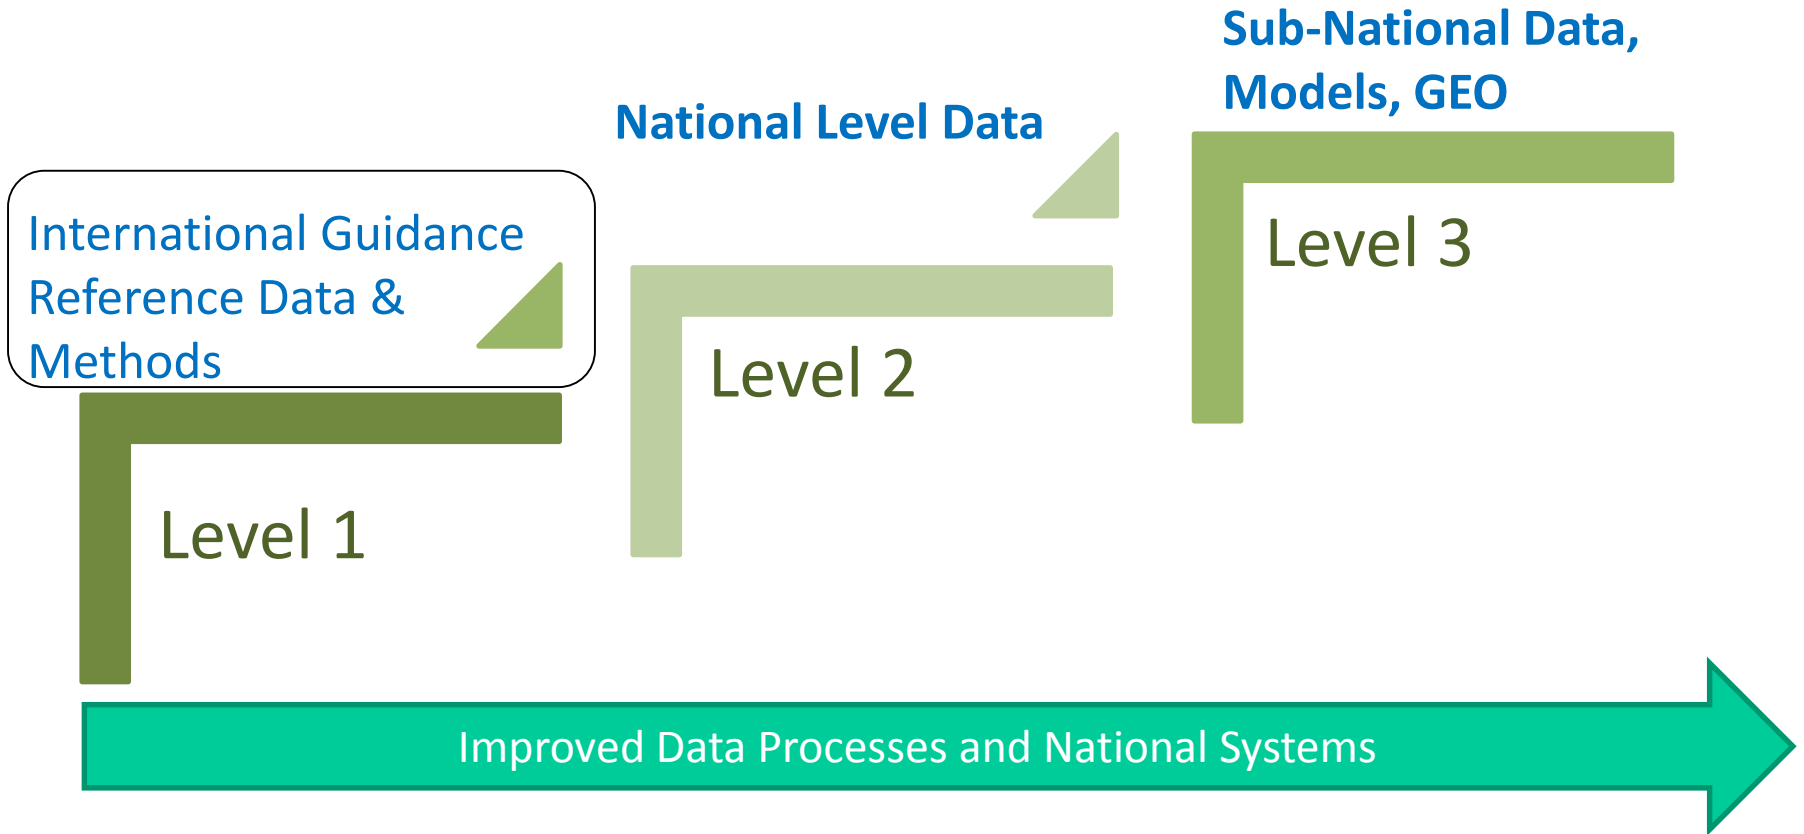 International Guidance
Reference Data &
Methods
Level 1
National Level Data
Level 2
Sub-National Data,
Models, GEO
Level 3
Improved Data Processes and National Systems